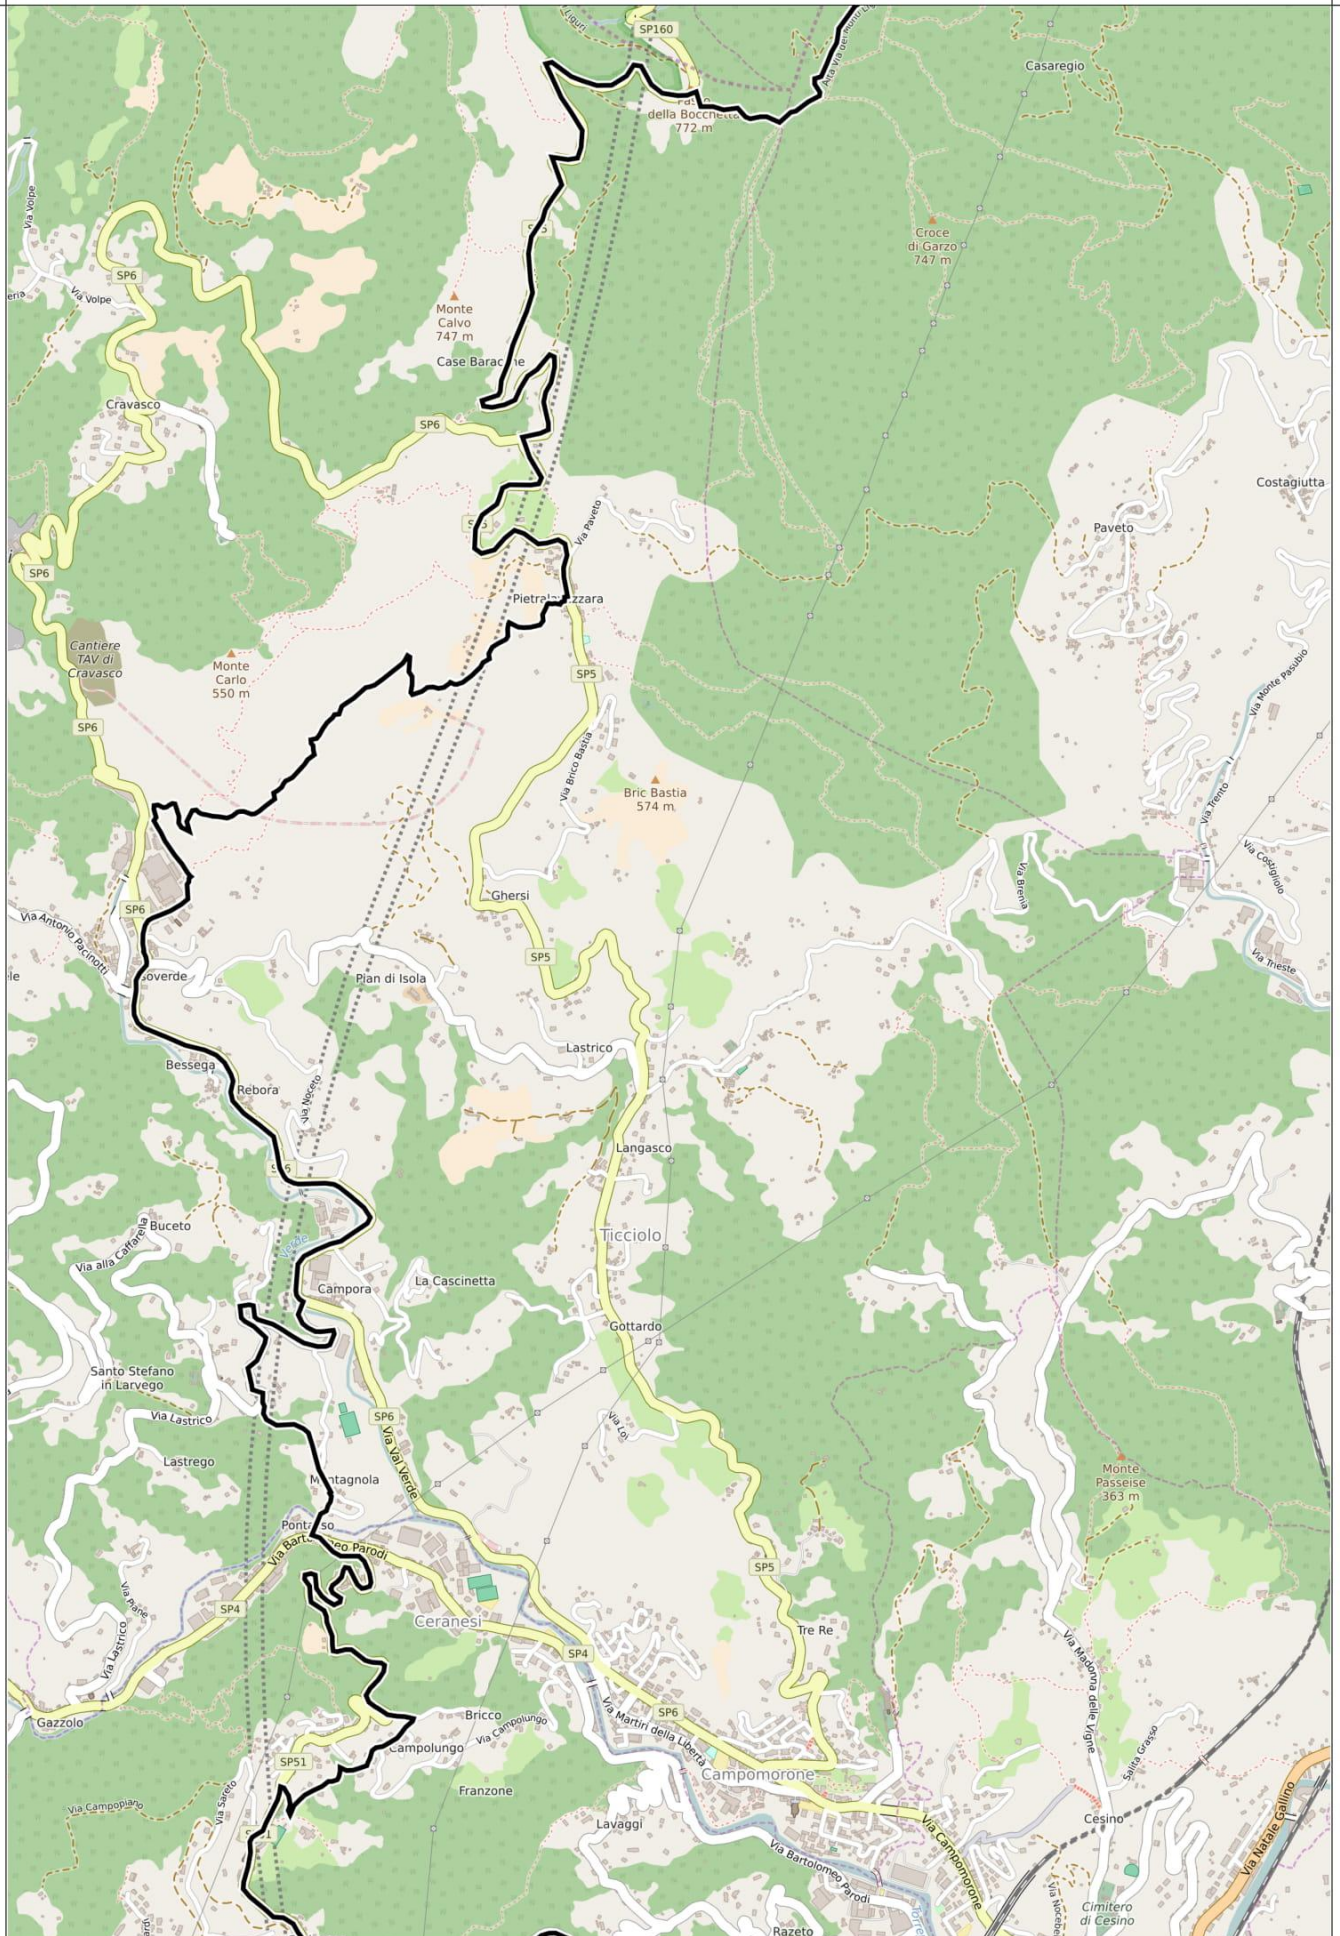 SP160
della Bocchetta
772 m
Casaregio
Via Volpe
Croce
di Garzo
747 m
SP6
Via Volpe
Monte
Calvo
747 m
Cravasco
SP6
Costagiutta
Via Paveto
Paveto
SP6
Cantiere
TAV di
Cravasco
Monte
Carlo
550 m
SP5
Via Monte Pasubio
SP6
Via Brico Bastia
Bric Bastia
574 m
Via Trento
Via Costigliolo
Via Brenia
Ghersi
SP6
Via Antonio Pacinotti
SP5
Via Trieste
Pian di Isola
Lastrico
Bessega
Rebora
Via Noceto
Langasco
Buceto
Via alla Caffarella
Verde
Ticciolo
La Cascinetta
Campora
Gottardo
Santo Stefano
in Larvego
Via Lastrico
SP6
Via Val Verde
Via Loi
Lastrego
Monte
Passeise
363 m
SP5
Via Piane
SP4
Ceranesi
Via Lastrico
Tre Re
SP4
Via Madonna delle Vigne
Gazzolo
Bricco
Via Campolungo
SP6
Via Martiri della Libertà
Campolungo
Salita Grasso
SP51
Campomorone
Franzone
Via Sareto
Via Campopiano
Lavaggi
Cesino
Via Natale Gallino
Via Campomorone
Via Bartolomeo Parodi
Cimitero
di Cesino
Razeto